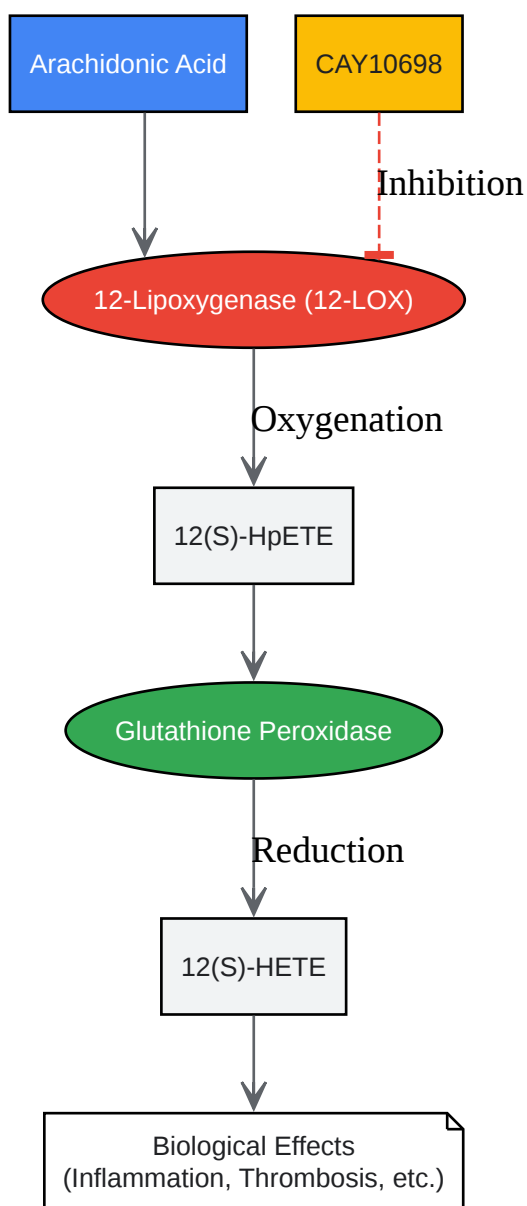 Arachidonic Acid
CAY10698
Inhibition
12-Lipoxygenase (12-LOX)
Oxygenation
12(S)-HpETE
Glutathione Peroxidase
Reduction
12(S)-HETE
Biological Effects
(Inflammation, Thrombosis, etc.)